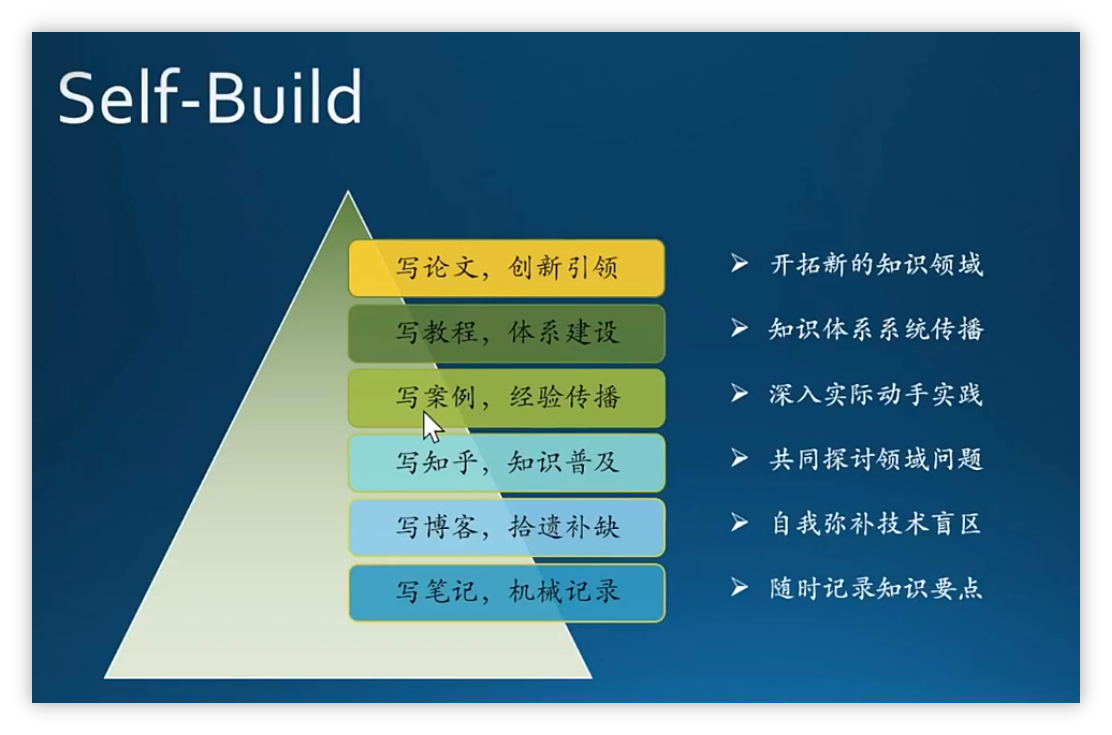 Self-Build
写论文，创新引领
开拓新的知识领域
写教程，体系建设
知识体系系统传播
写案例，经验传播
深入实际动手实践
写知乎，知识普及
共同探讨领域问题
写博客，拾遗补缺
自我弥补技术盲区
写笔记，机械记录
随时记录知识要点